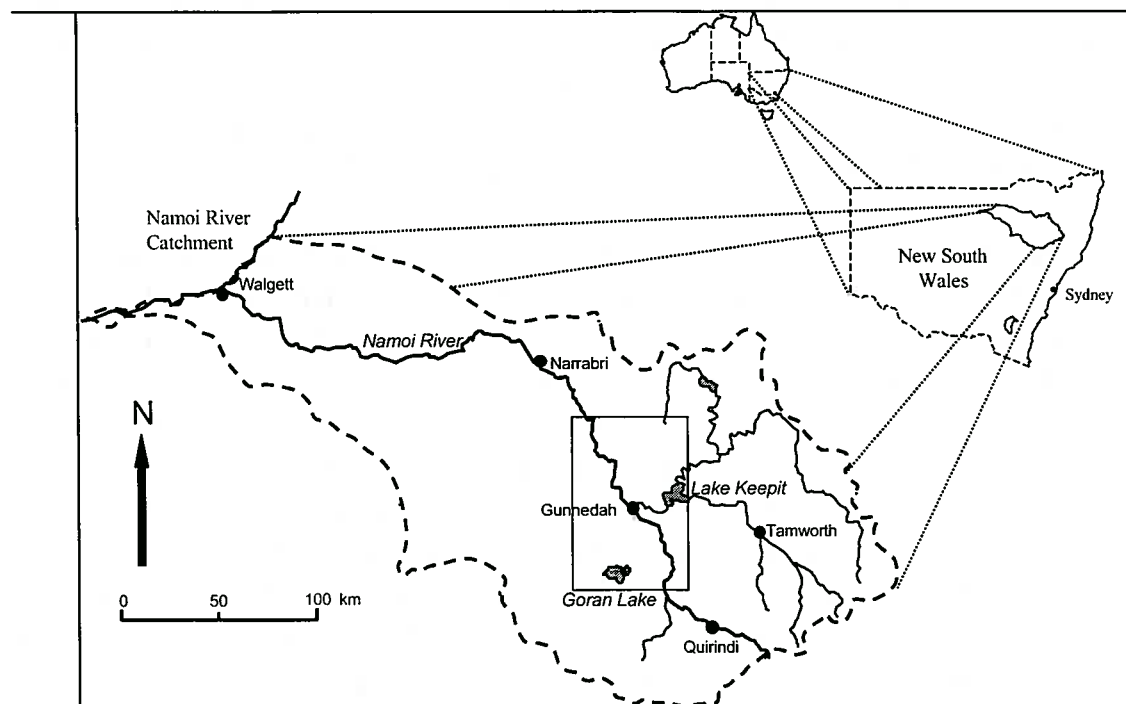 Namoi River
Catchment
Walgett
Namoi River
Narrabri
New South
Wales
Sydney
N
Lake Keepit
Gunnedah
Tamworth
Goran Lake
Quirindi
0 50 100 km